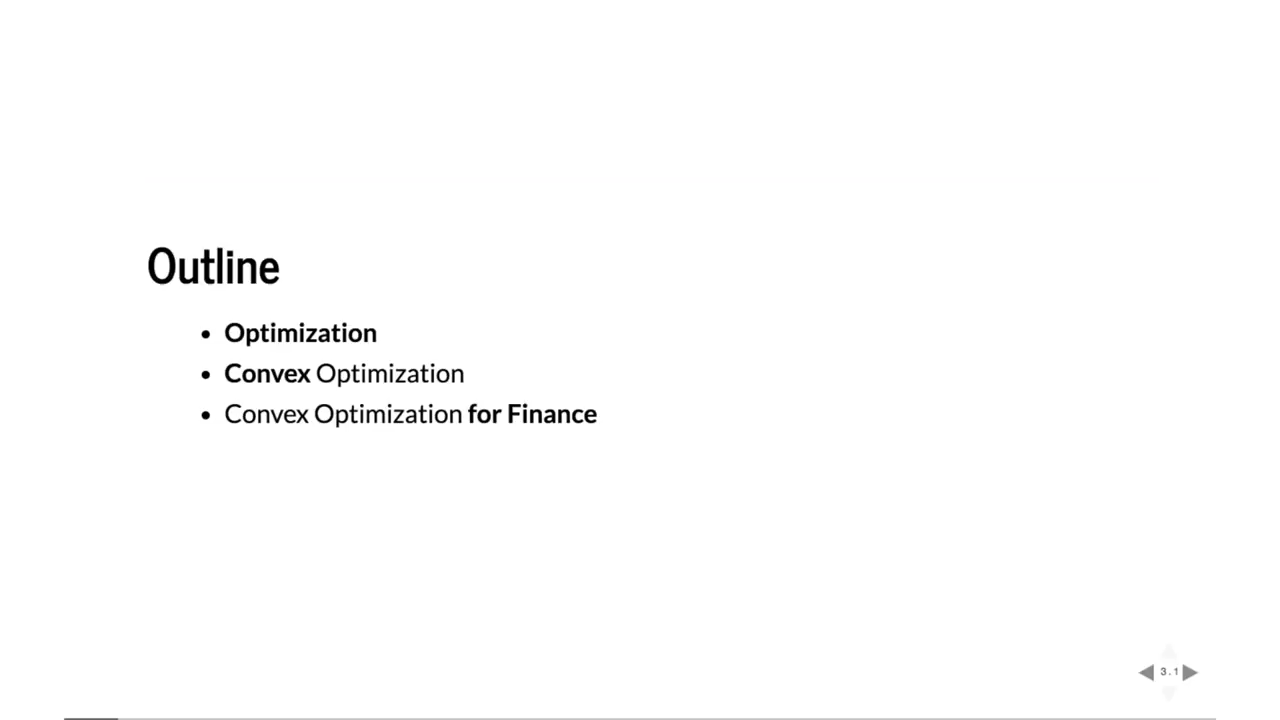 Outline
• Optimization
• Convex Optimization
• Convex Optimization for Finance
3.1